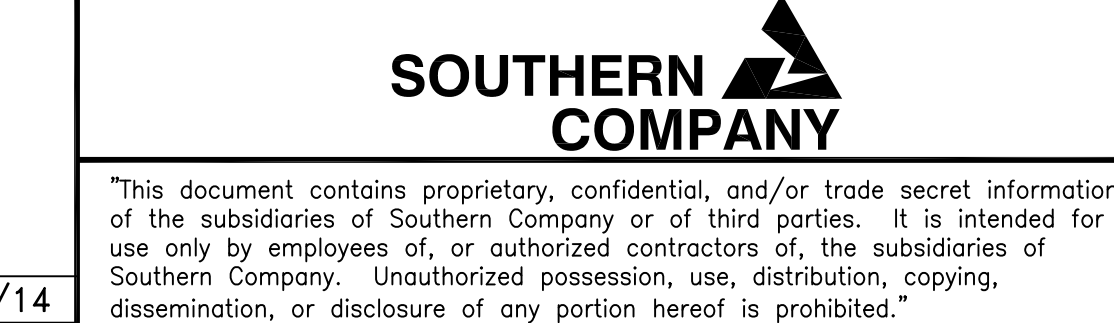 SOUTHERN
COMPANY
"This document contains proprietary, confidential, and/or trade secret information
of the subsidiaries of Southern Company or of third parties. It is intended for
use only by employees of, or authorized contractors of, the subsidiaries of
Southern Company. Unauthorized possession, use, distribution, copying,
dissemination, or disclosure of any portion hereof is prohibited."
/14